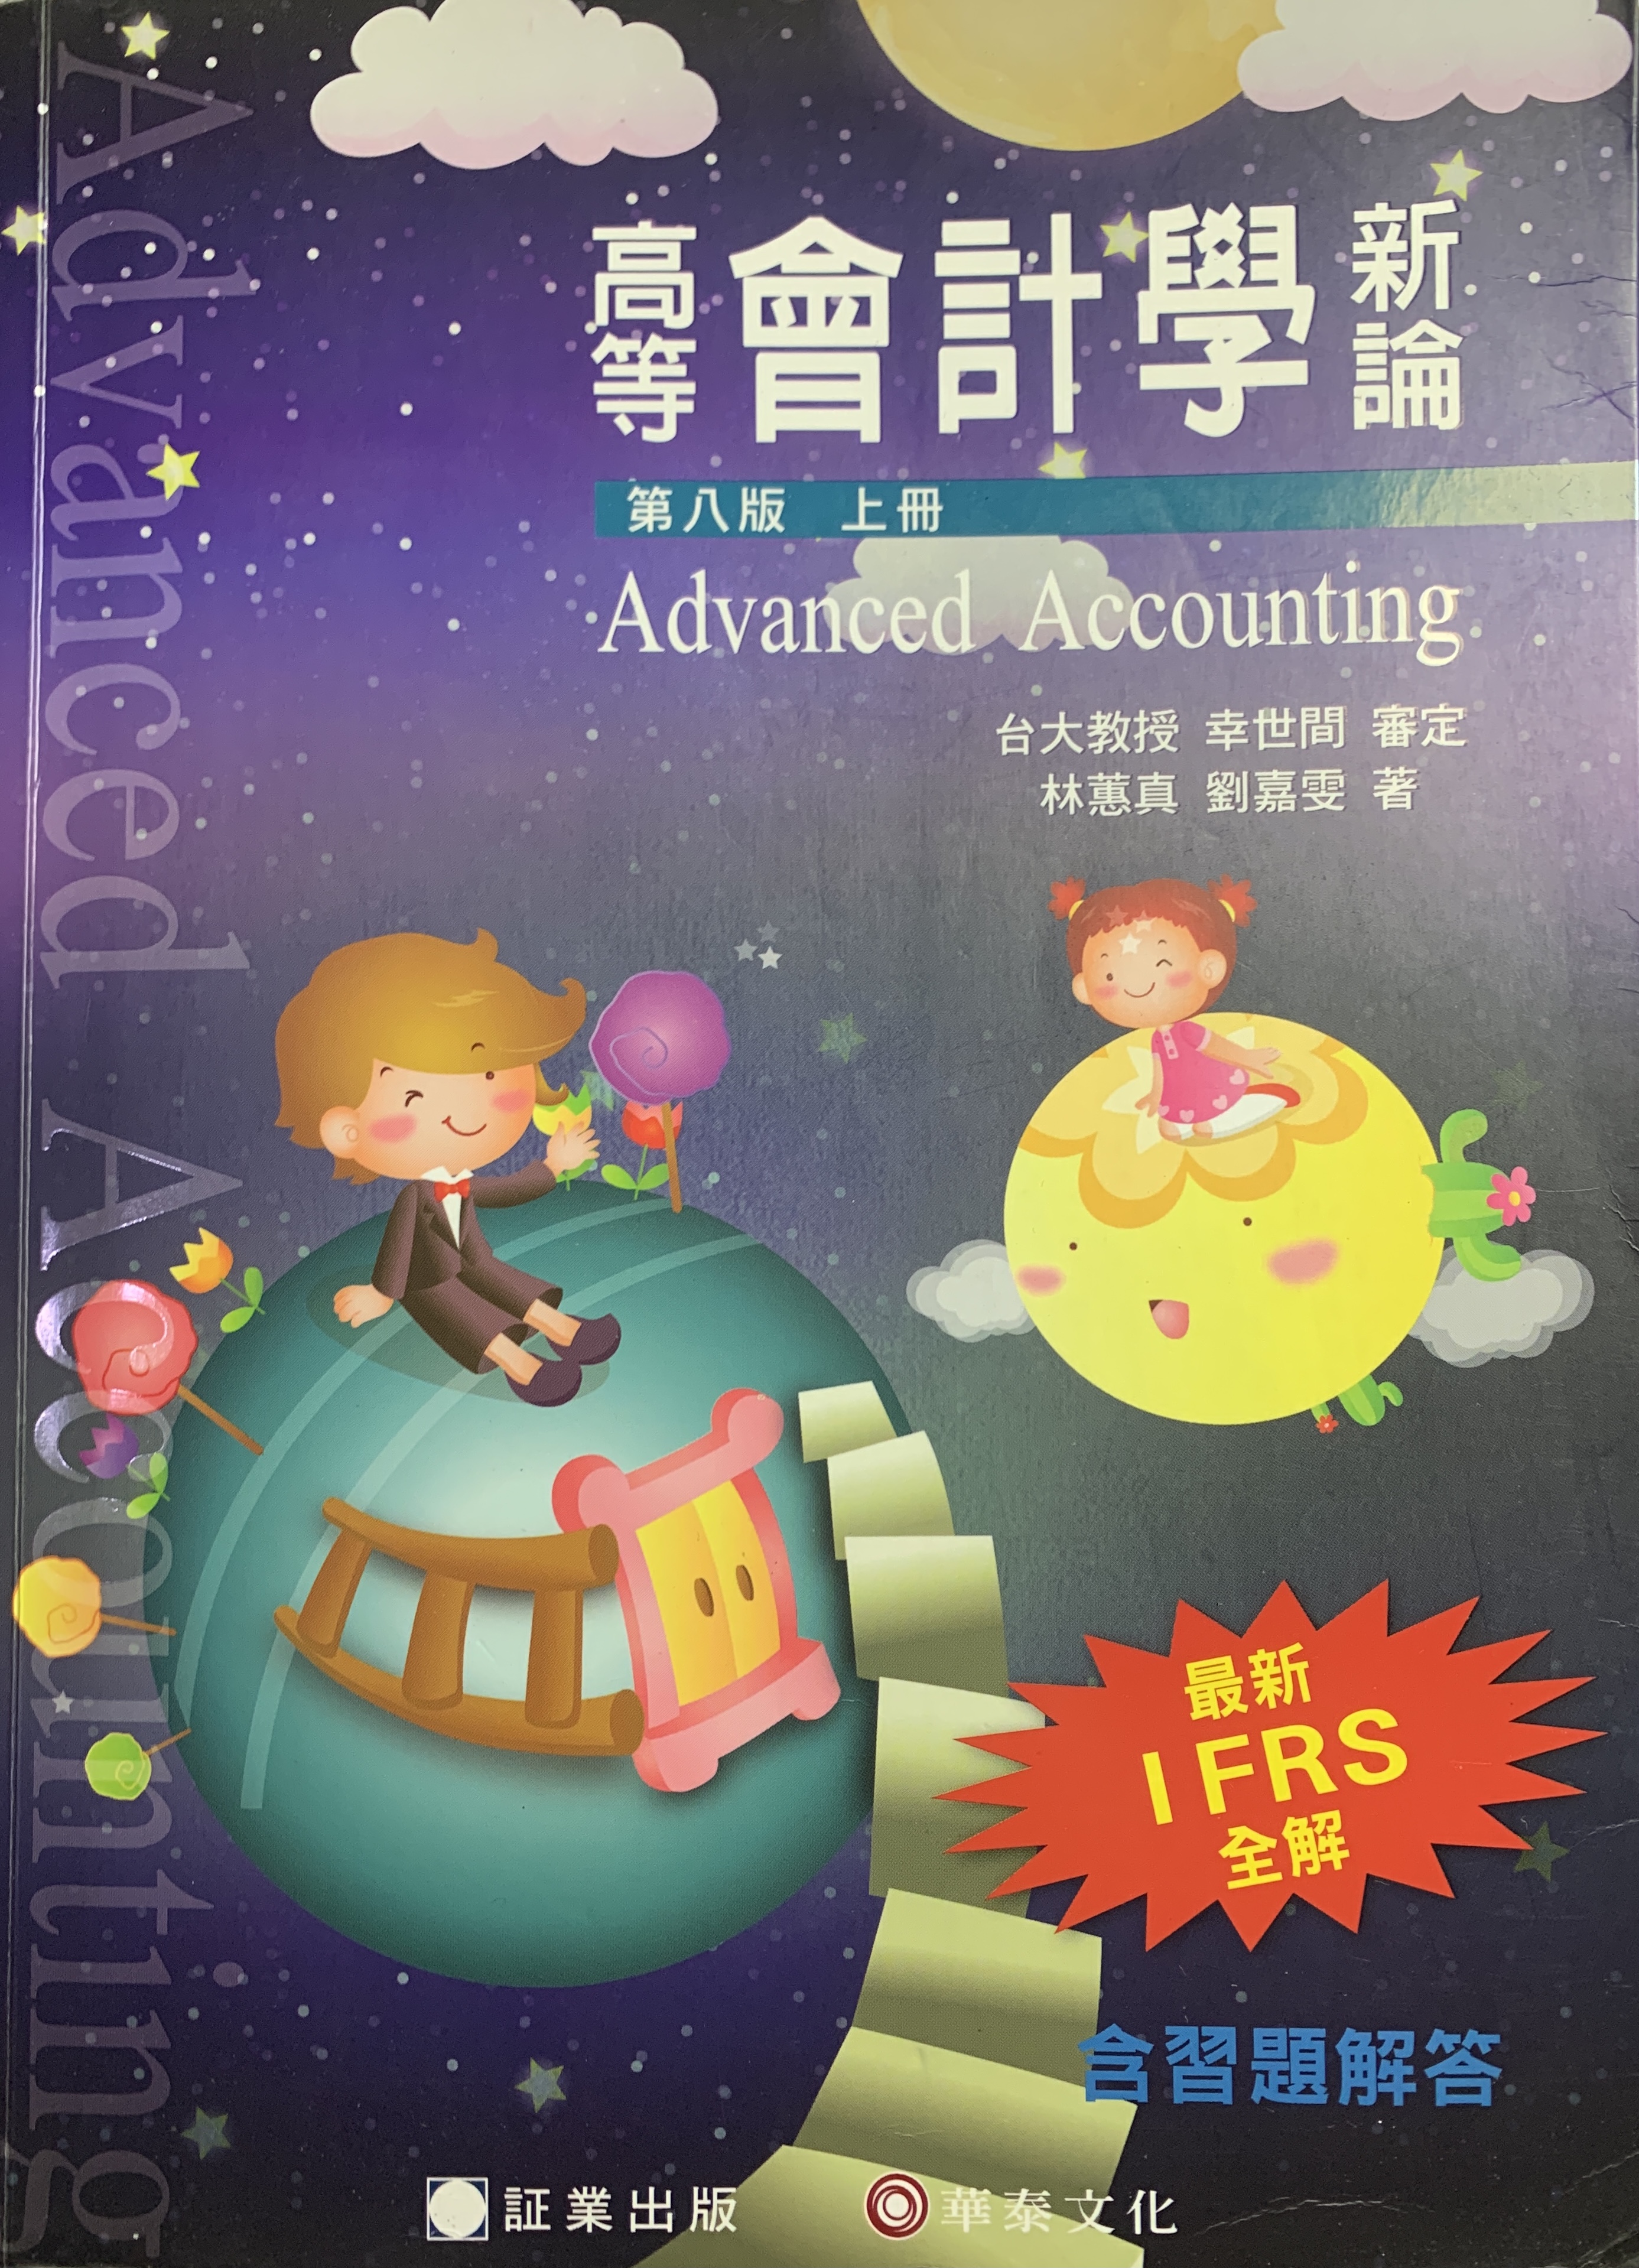 高等會計學新論
第八版 上冊
Advanced Accounting
台大教授 幸世間 審定
林蕙真 劉嘉雯 著
Advanced Accounting
最新
IFRS
全解
含習題解答
証業出版 華泰文化